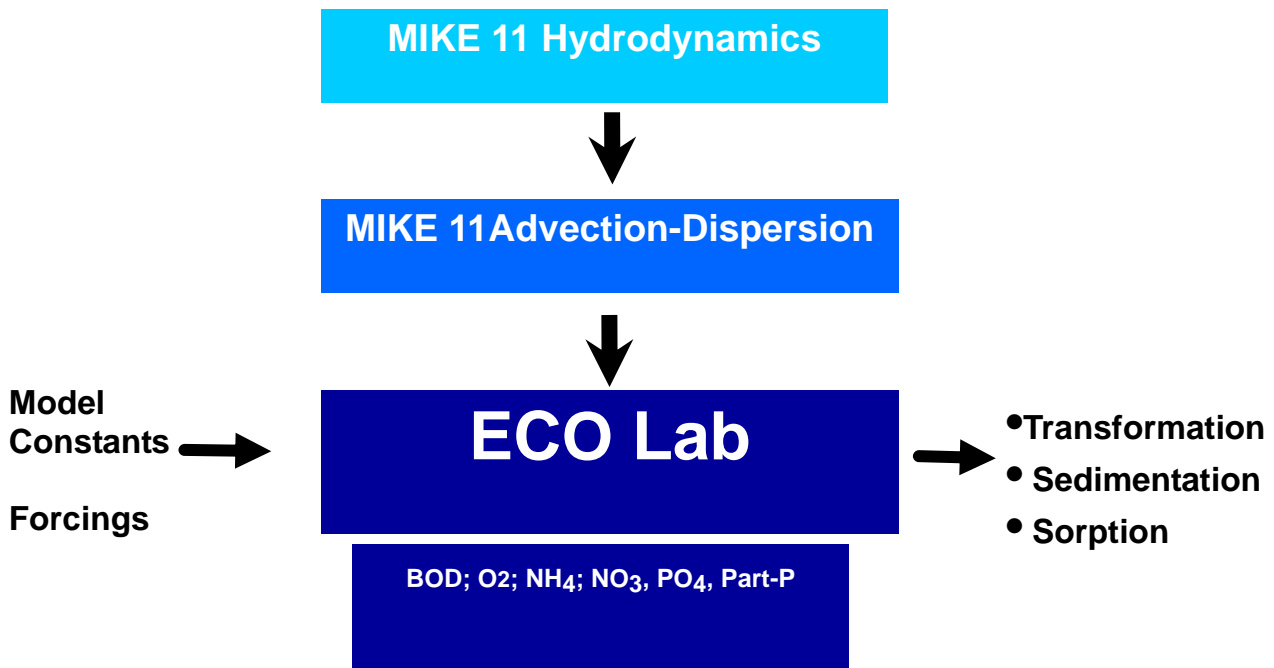 MIKE 11 Hydrodynamics
MIKE 11Advection-Dispersion
Model
Constants
Forcings
ECO Lab
BOD; O2; NH4; NO3, PO4, Part-P
•Transformation
• Sedimentation
• Sorption